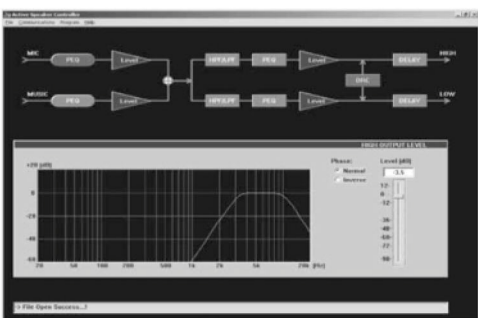 Active Speaker Controller
File Communications Program Help
MIC
PEQ
Level
HPF/LPF
PEQ
Level
DELAY
HIGH
DRC
MUSIC
PEQ
Level
HPF/LPF
PEQ
Level
DELAY
LOW
HIGH OUTPUT LEVEL
+20 [dB]
0
-20
-40
-60
20 50 100 200 500 1k 2k 5k 20k [Hz]
Phase:
Normal
Inverse
Level [dB]
-3.5
12-
0-
-12-
-36-
-48-
-60-
-72-
-90-
> File Open Success..!